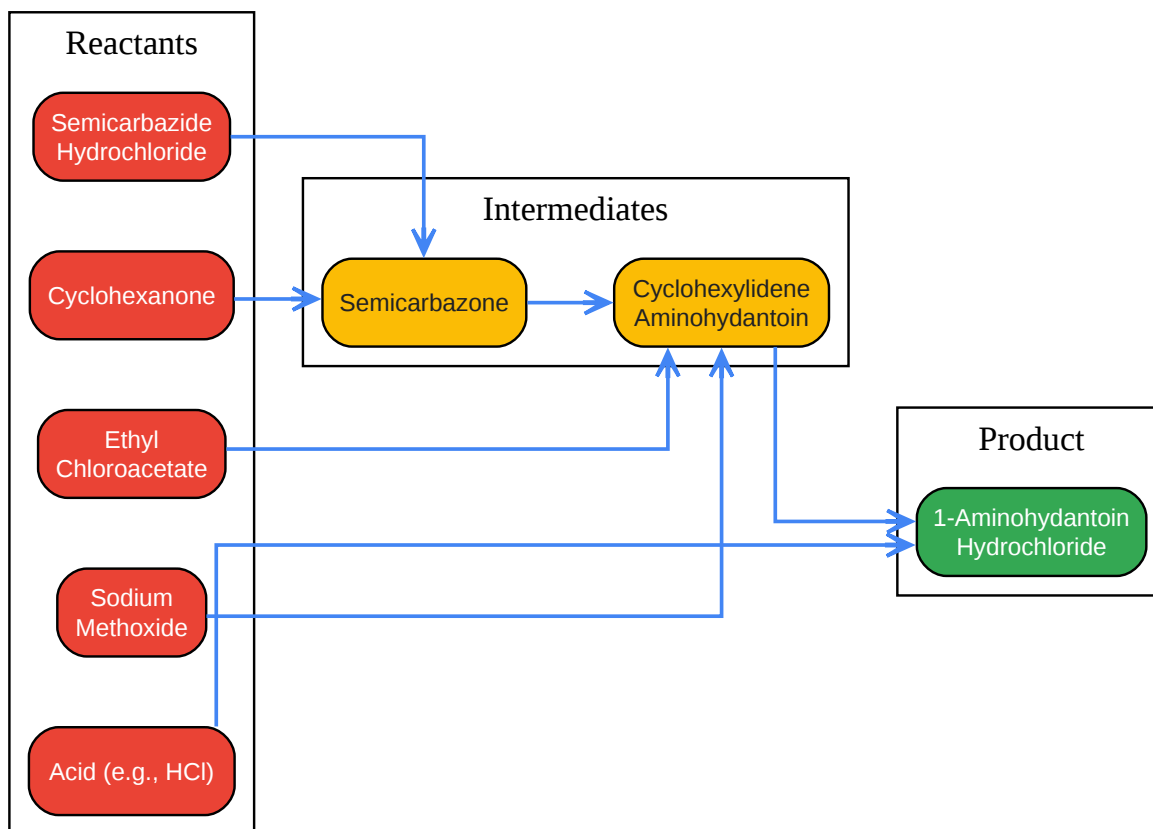 Reactants
Semicarbazide
Hydrochloride
Cyclohexanone
Ethyl
Chloroacetate
Sodium
Methoxide
Acid (e.g., HCl)
Intermediates
Semicarbazone
Cyclohexylidene
Aminohydantoin
Product
1-Aminohydantoin
Hydrochloride